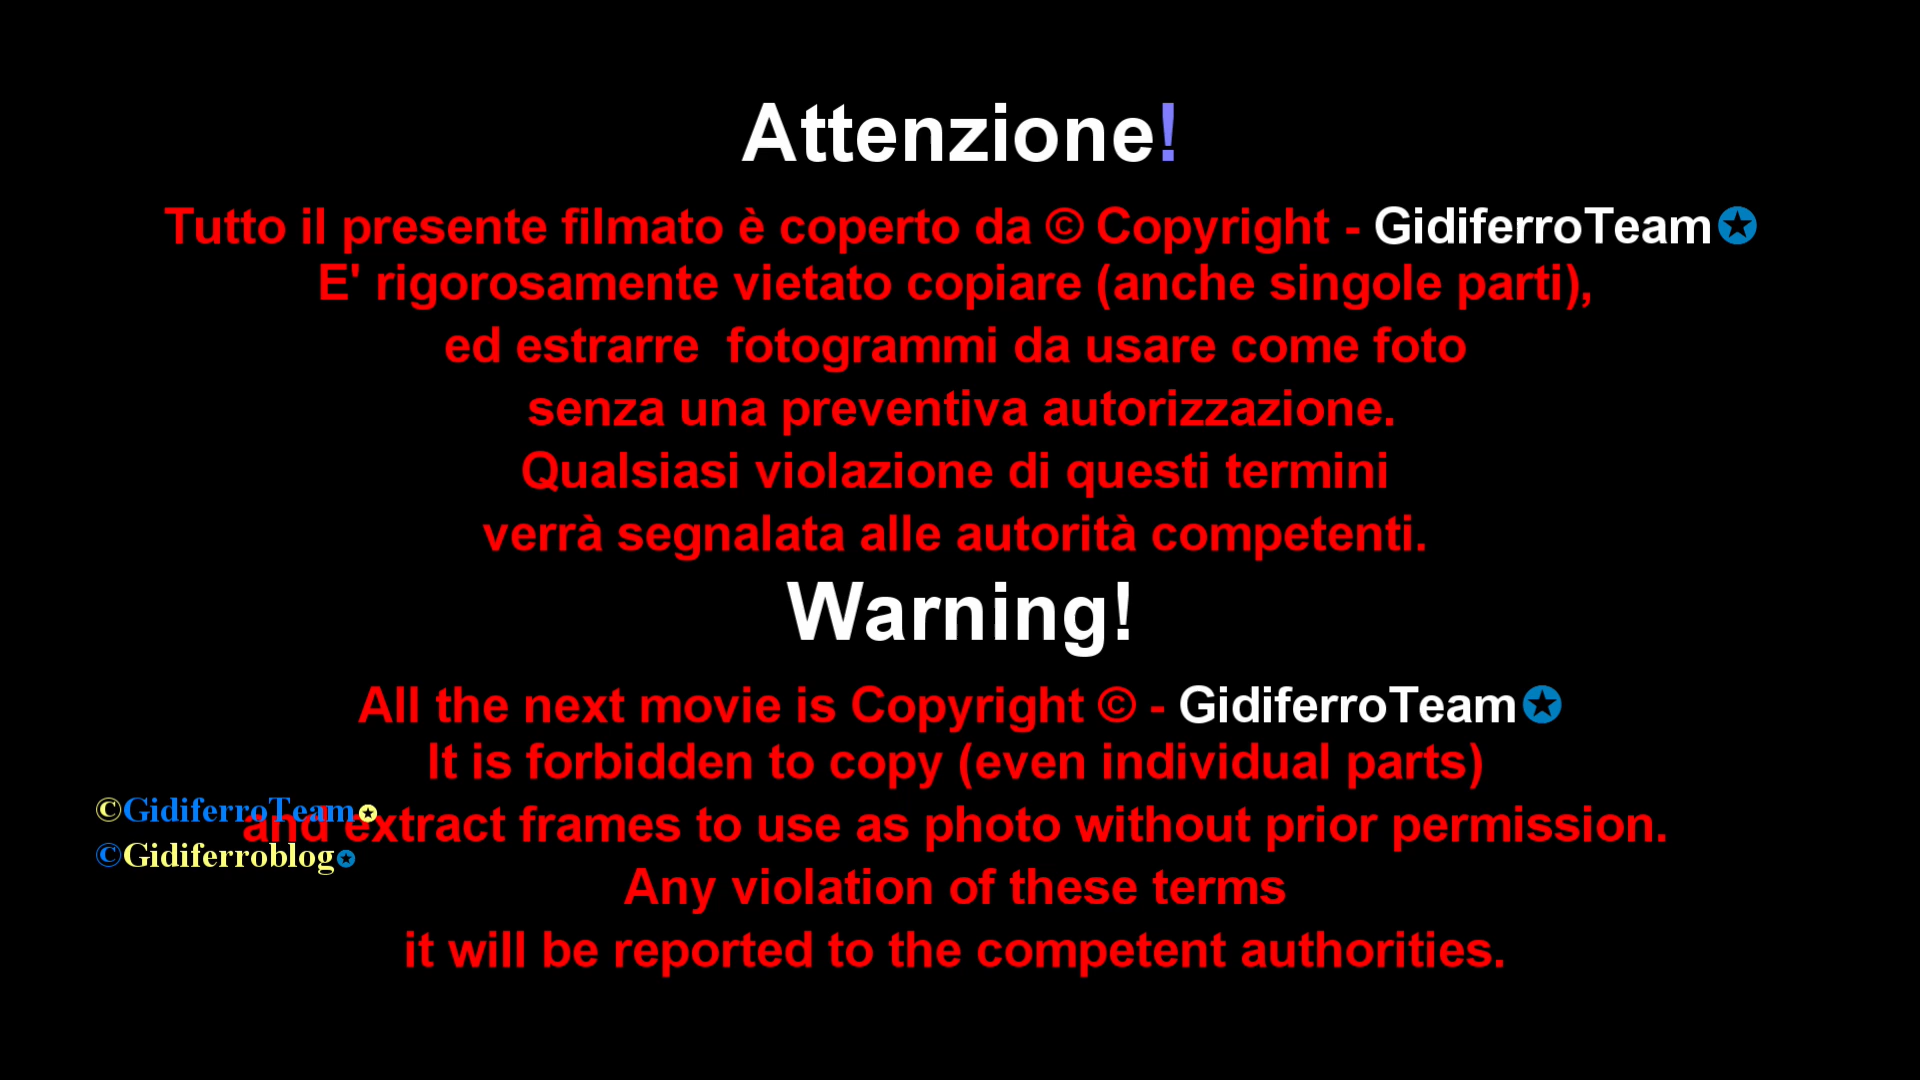 Attenzione!
Tutto il presente filmato è coperto da © Copyright - GidiferroTeam✪
E' rigorosamente vietato copiare (anche singole parti),
ed estrarre  fotogrammi da usare come foto
senza una preventiva autorizzazione.
Qualsiasi violazione di questi termini
verrà segnalata alle autorità competenti.
Warning!
All the next movie is Copyright © - GidiferroTeam✪
It is forbidden to copy (even individual parts)
©GidiferroTeam✪
and extract frames to use as photo without prior permission.
©Gidiferroblog✪
Any violation of these terms
it will be reported to the competent authorities.